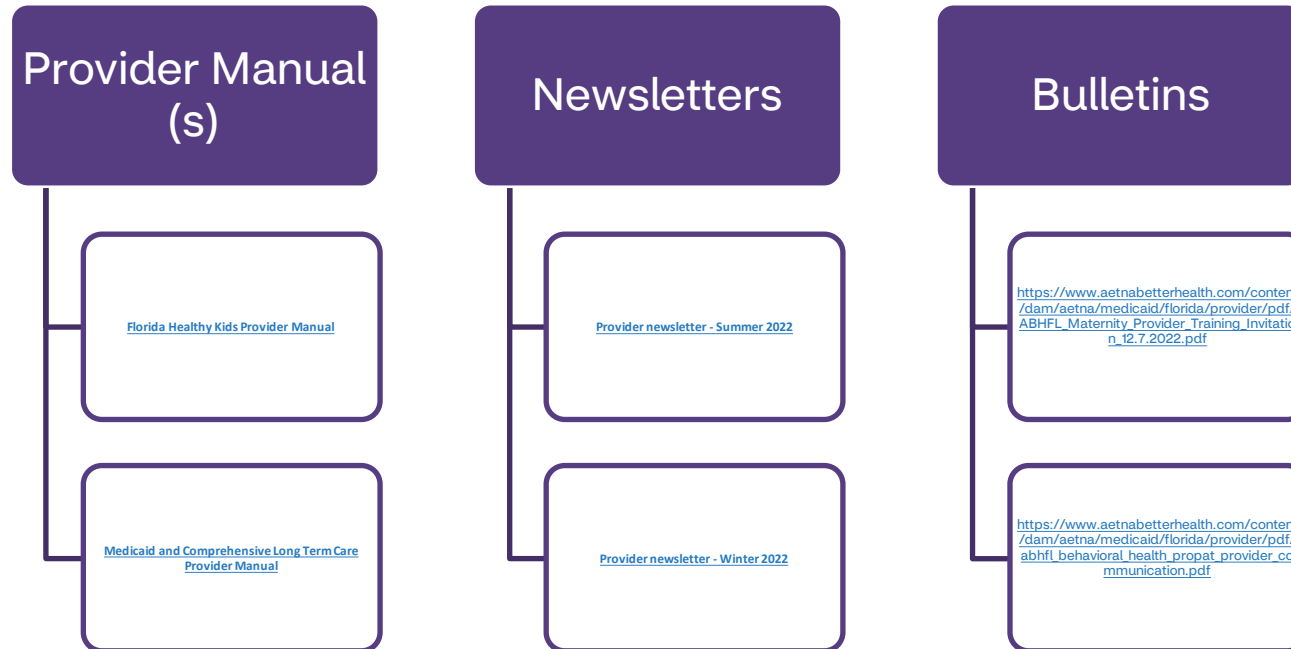 Provider Manual
(s)
Florida Healthy Kids Provider Manual
Medicaid and Comprehensive Long Term Care
Provider Manual
Newsletters
Provider newsletter - Summer 2022
Provider newsletter - Winter 2022
Bulletins
https://www.aetnabetterhealth.com/conten
/dam/aetna/medicaid/florida/provider/pdf/
ABHFL_Maternity_Provider_Training_Invitatio
n_12.7.2022.pdf
https://www.aetnabetterhealth.com/conten
/dam/aetna/medicaid/florida/provider/pdf/
abhfl_behavioral_health_propat_provider_co
mmunication.pdf